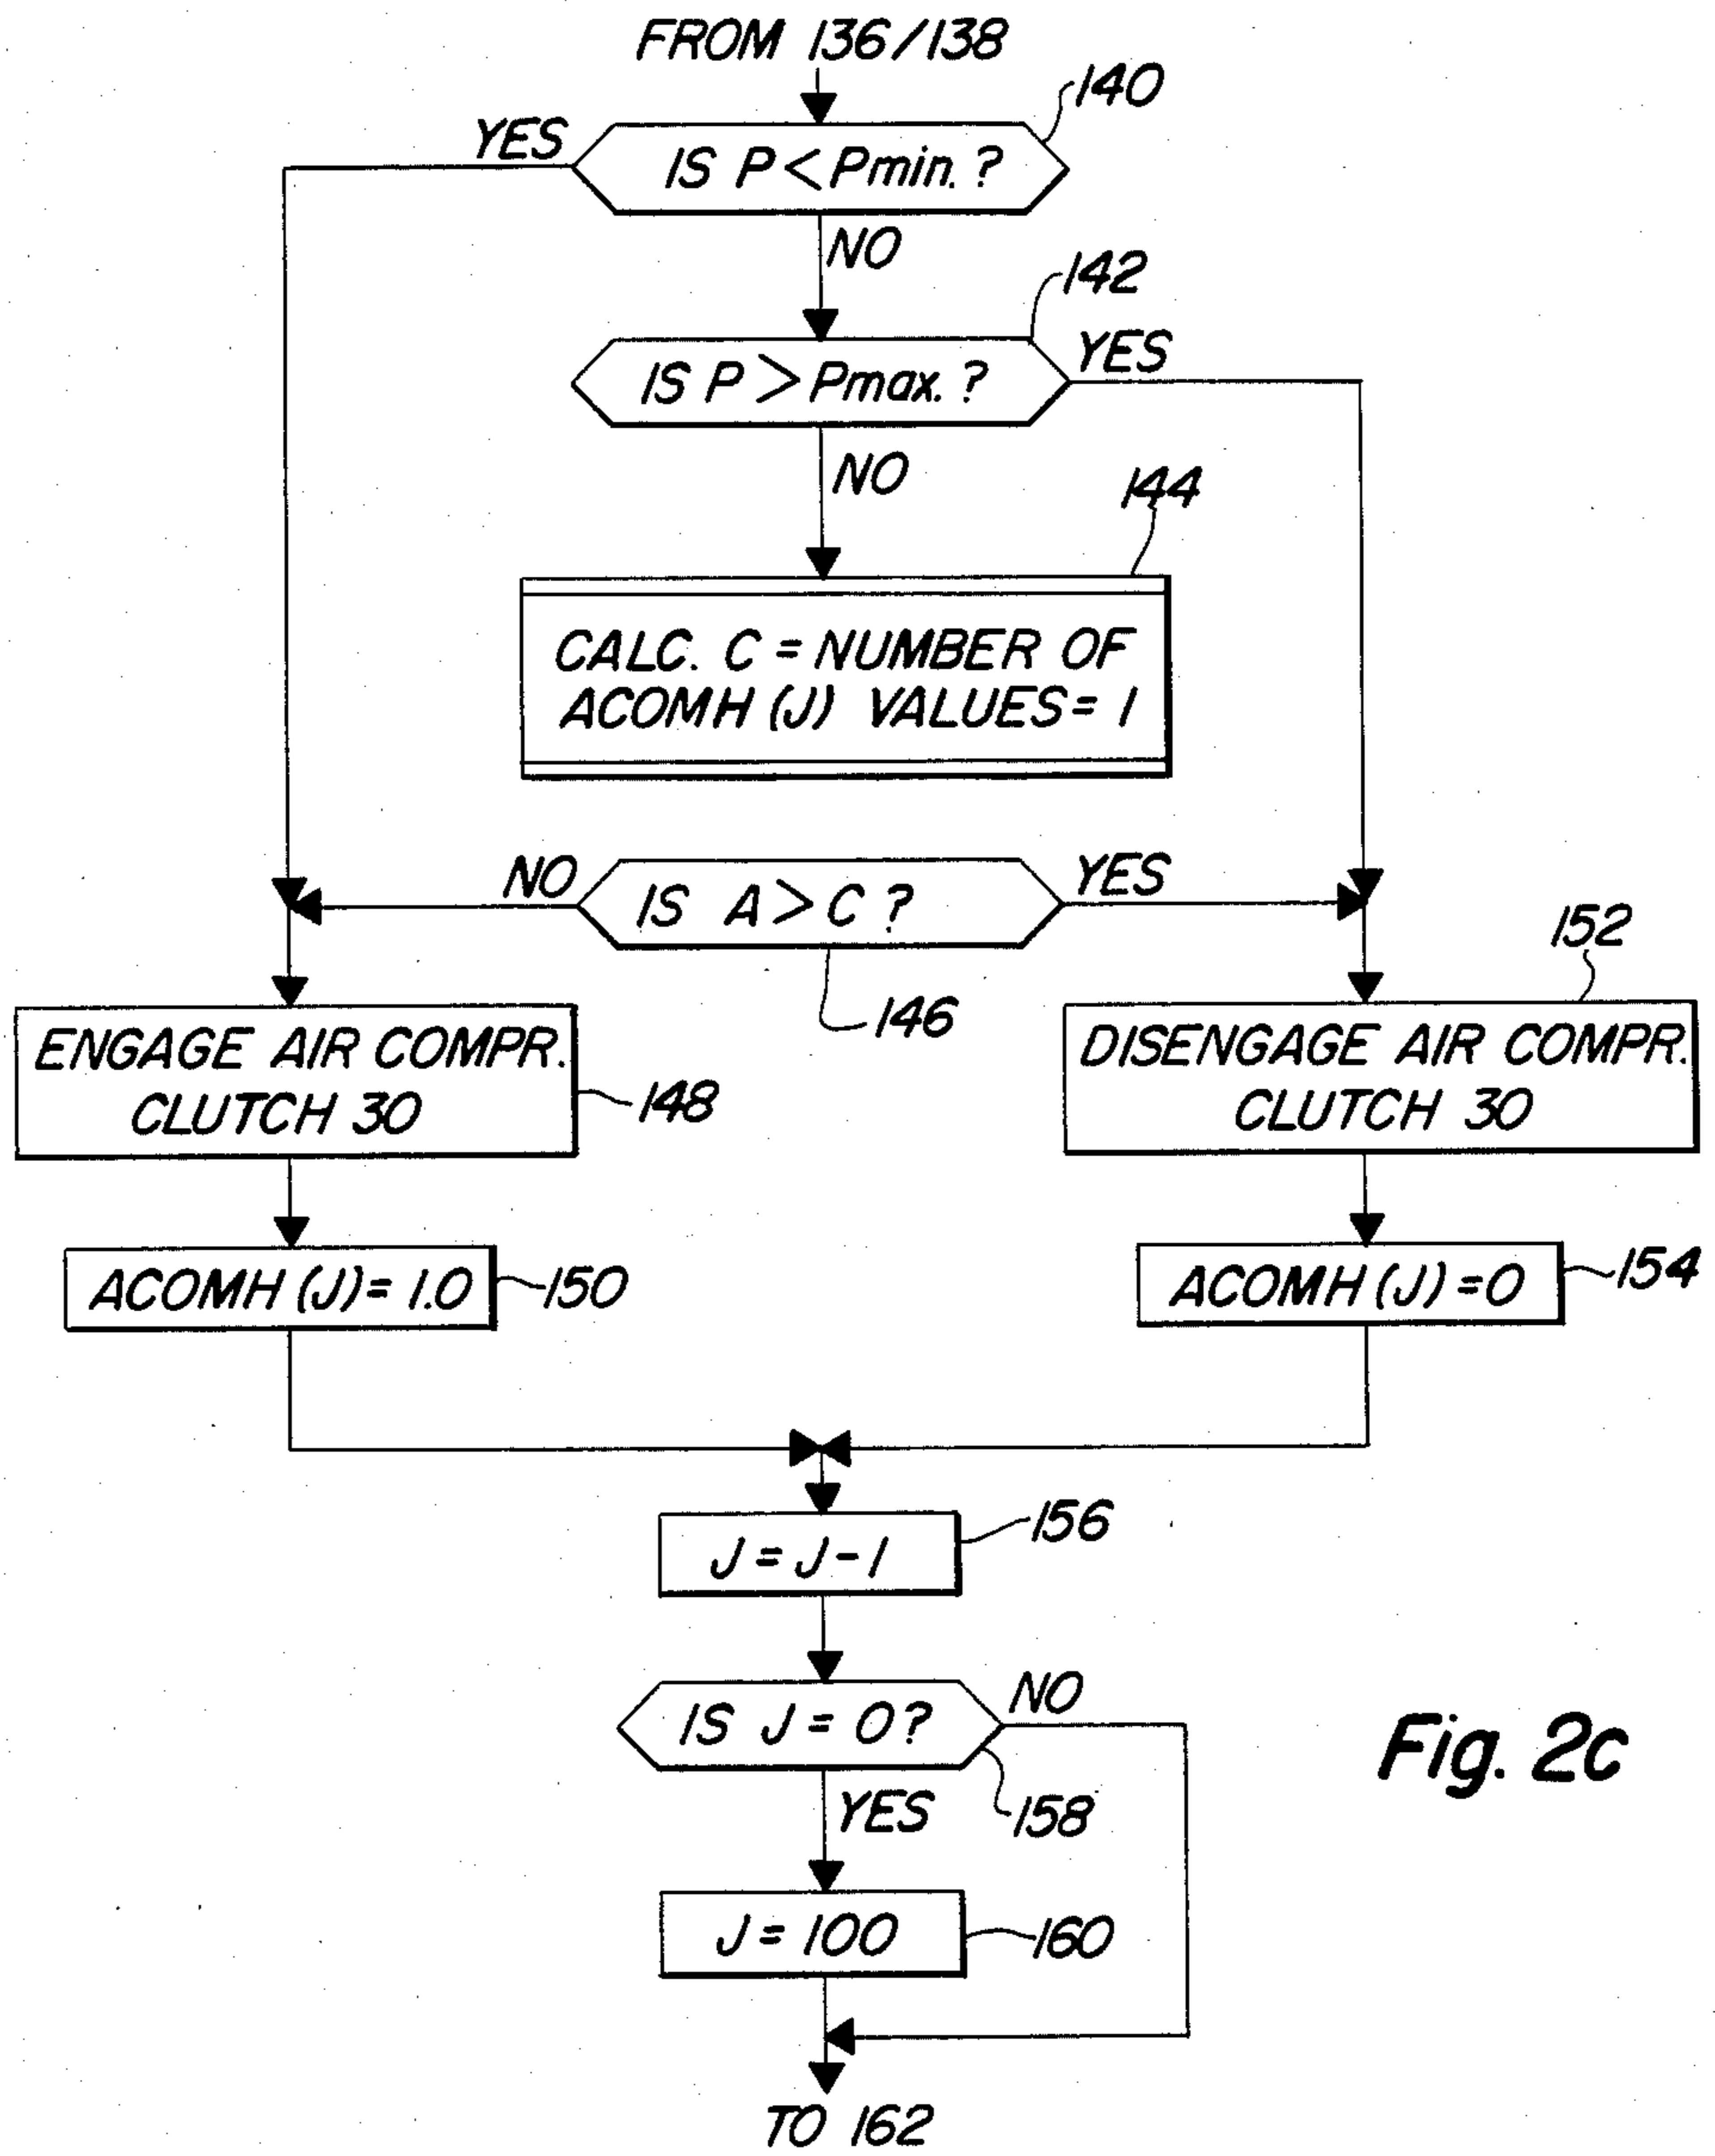 FROM 136/138
140
YES
IS P<Pmin.?
NO
142
YES
IS P>Pmax.?
NO
144
CALC. C = NUMBER OF
ACOMH (J) VALUES = 1
NO
IS A>C?
YES
146
152
ENGAGE AIR COMPR.
CLUTCH 30
148
DISENGAGE AIR COMPR.
CLUTCH 30
ACOMH (J)= 1.0
150
ACOMH (J) =0
154
J = J-1
156
IS J = 0?
NO
158
YES
J = 100
160
TO 162
Fig. 2c